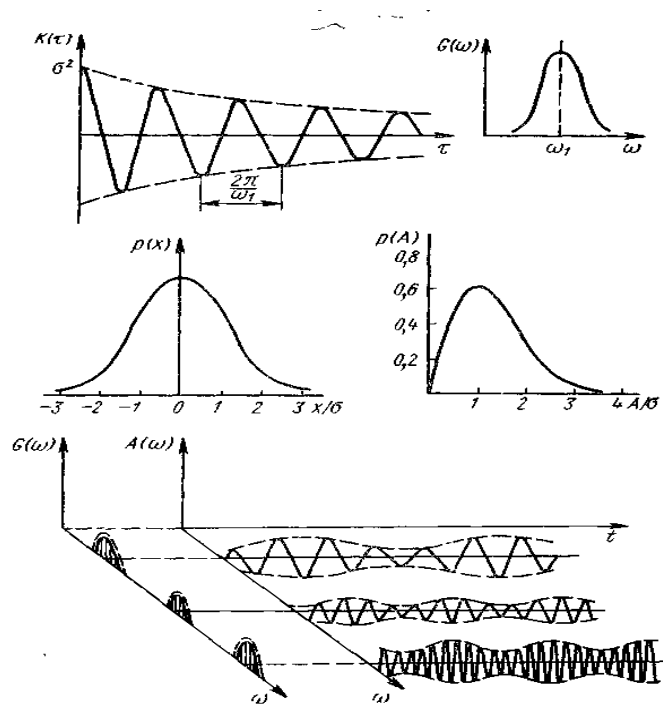 K(τ)
σ²
τ
2π
ω₁
G(ω)
ω₁
ω
p(x)
-3 -2 -1 0 1 2 3 x/σ
p(A)
0,8
0,6
0,4
0,2
1 2 3 4 A/σ
G(ω)
A(ω)
t
ω
ω